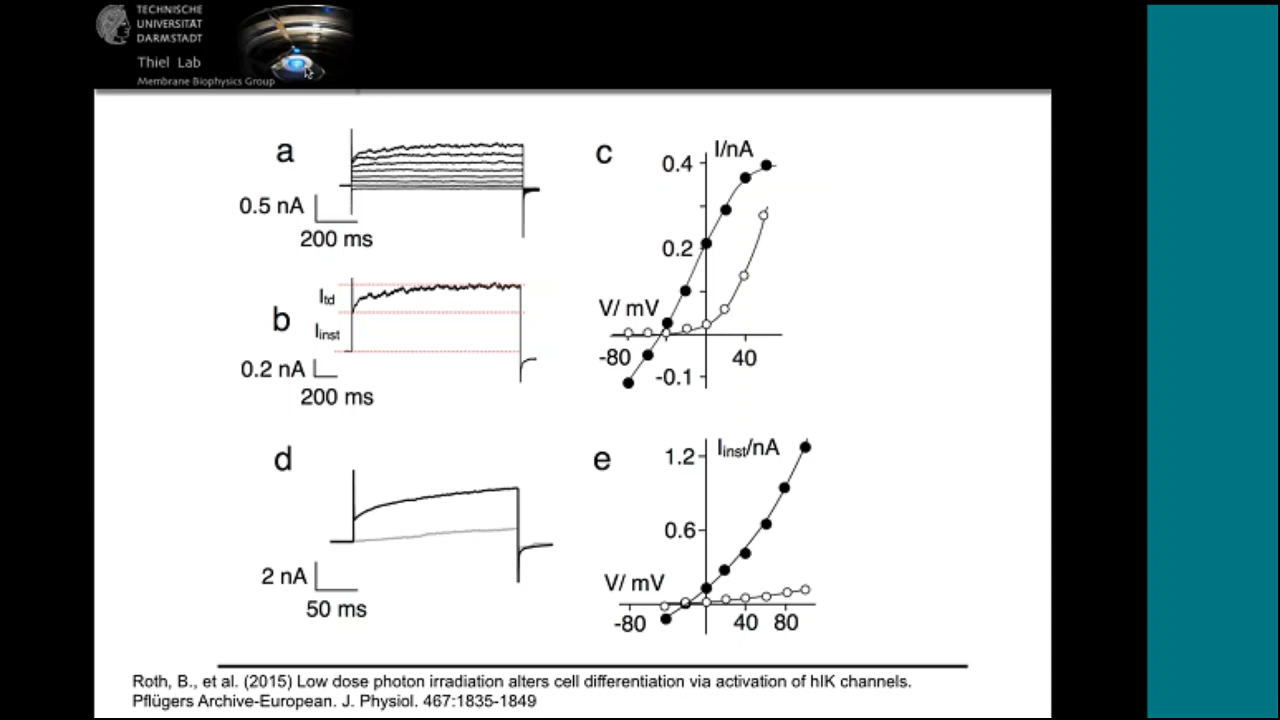 TECHNISCHE
UNIVERSITÄT
DARMSTADT
Thiel Lab
Membrane Biophysics Group
a
0.5 nA
200 ms
c
I/nA
0.4
0.2
V/ mV
-80
40
-0.1
b
Itd
Iinst
0.2 nA
200 ms
d
2 nA
50 ms
e
Iinst/nA
1.2
0.6
V/ mV
-80
40 80
Roth, B., et al. (2015) Low dose photon irradiation alters cell differentiation via activation of hIK channels.
Pflügers Archive-European. J. Physiol. 467:1835-1849